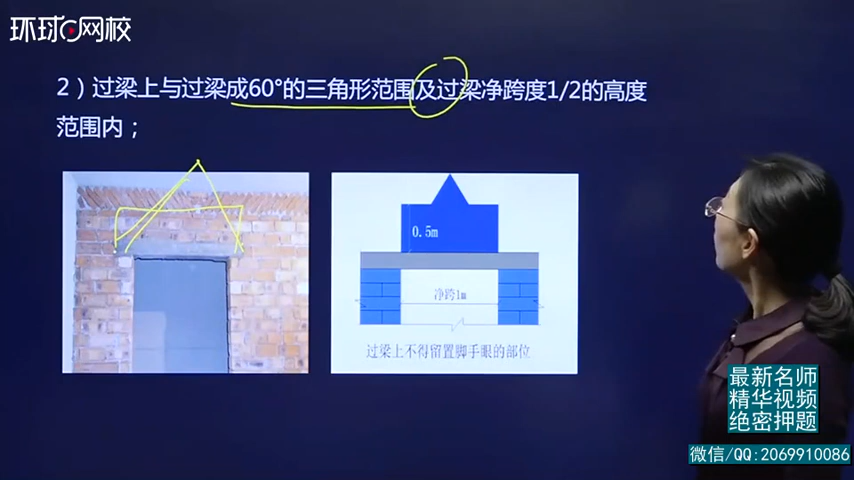 环球网校
2）过梁上与过梁成60°的三角形范围及过梁净跨度1/2的高度
范围内；
0.5m
净跨1m
过梁上不得留置脚手眼的部位
最新名师
精华视频
绝密押题
微信/QQ:2069910086